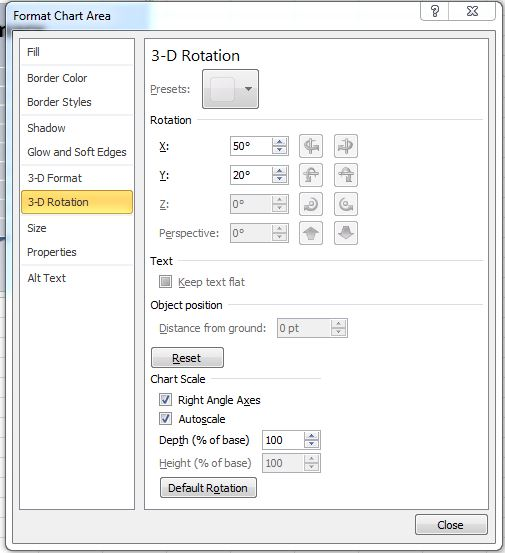 Format Chart Area
Fill
Border Color
Border Styles
Shadow
Glow and Soft Edges
3-D Format
3-D Rotation
Size
Properties
Alt Text
3-D Rotation
Presets:
Rotation
X: 50°
Y: 20°
Z: 0°
Perspective: 0°
Text
Keep text flat
Object position
Distance from ground: 0 pt
Reset
Chart Scale
Right Angle Axes
Autoscale
Depth (% of base) 100
Height (% of base) 100
Default Rotation
Close